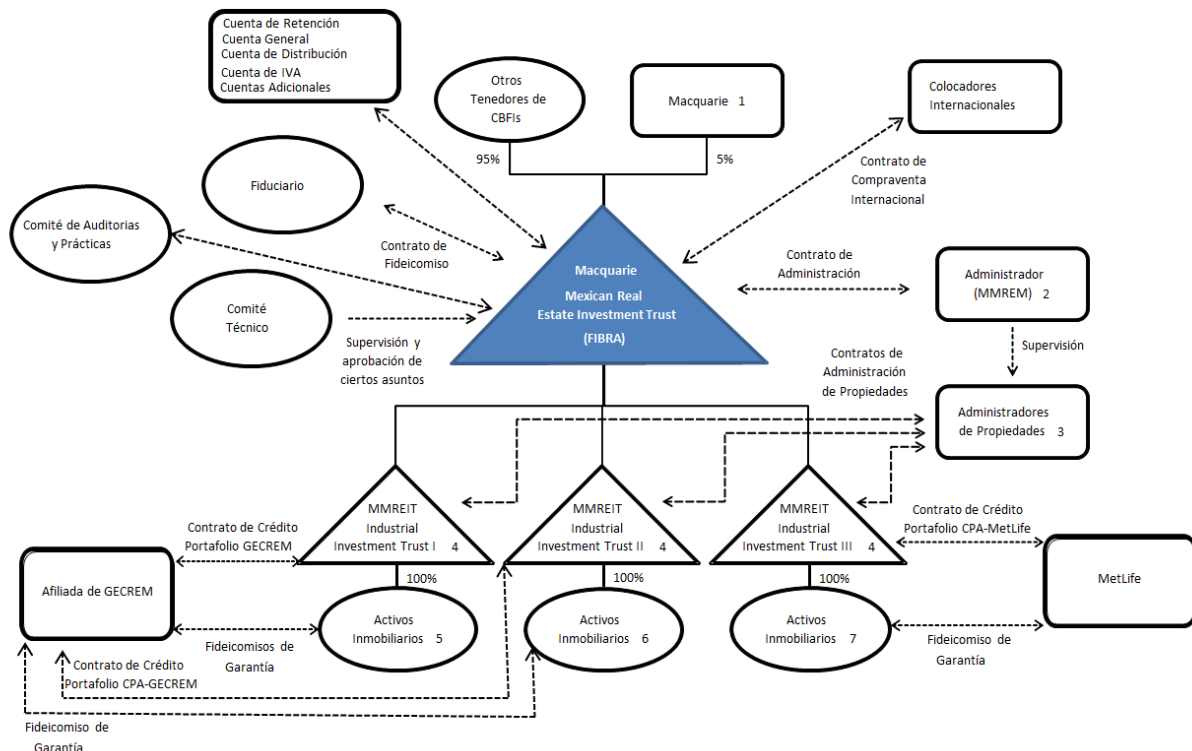 Cuenta de Retención
Cuenta General
Cuenta de Distribución
Cuenta de IVA
Cuentas Adicionales
Otros
Tenedores de
CBFIs
Macquarie 1
Colocadores
Internacionales
95%
5%
Contrato de
Compraventa
Internacional
Fiduciario
Comité de Auditorias
y Prácticas
Contrato de
Fideicomiso
Macquarie
Mexican Real
Estate Investment Trust
(FIBRA)
Contrato de
Administración
Administrador
(MMREM) 2
Comité
Técnico
Supervisión y
aprobación de
ciertos asuntos
Supervisión
Contratos de
Administración
de Propiedades
Administradores
de Propiedades 3
MMREIT
Industrial
Investment Trust I 4
MMREIT
Industrial
Investment Trust II 4
MMREIT
Industrial
Investment Trust III 4
Contrato de Crédito
Portafolio GECREM
Contrato de Crédito
Portafolio CPA-MetLife
100%
100%
100%
Afiliada de GECREM
MetLife
Activos
Inmobiliarios 5
Activos
Inmobiliarios 6
Activos
Inmobiliarios 7
Fideicomisos de
Garantía
Fideicomiso de
Garantía
Contrato de Crédito
Portafolio CPA-GECREM
Fideicomiso de
Garantía